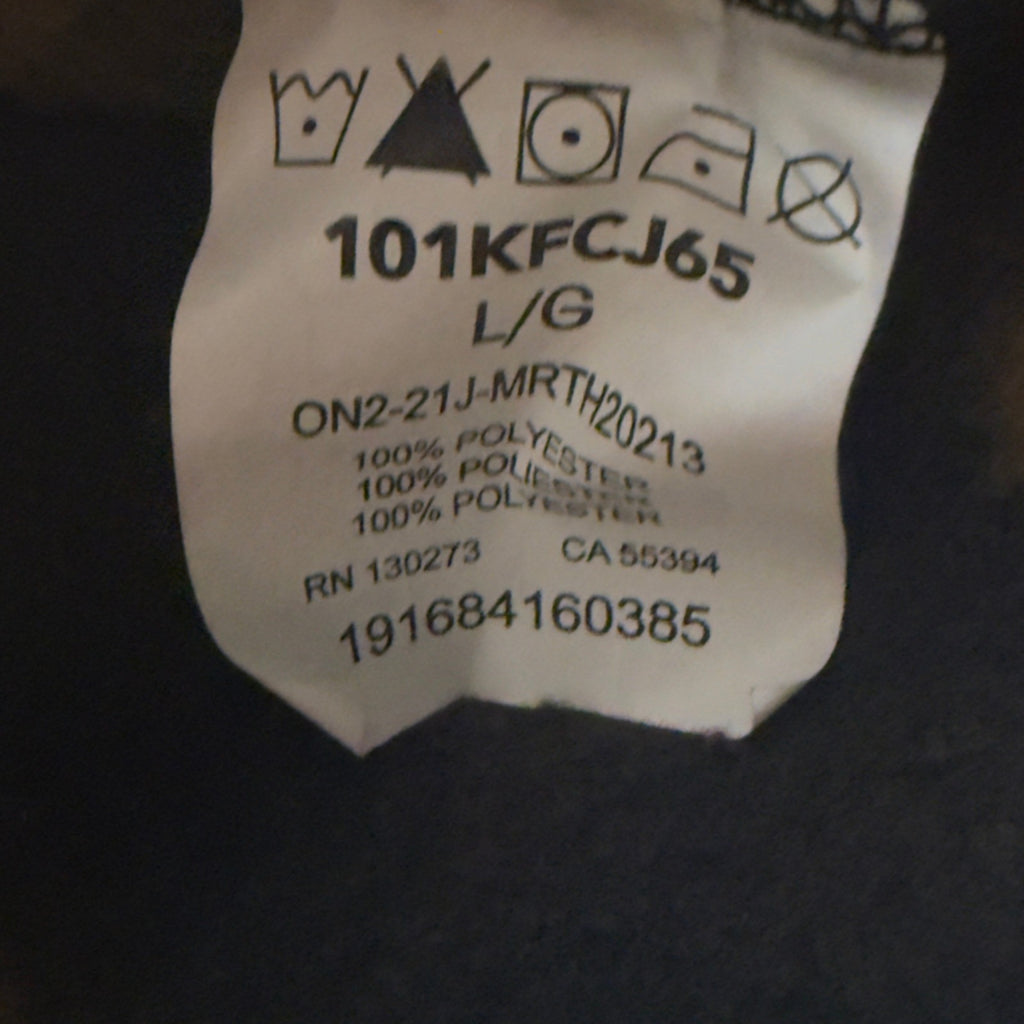 101KFCJ65
L/G
ON2-21J-MRTH20213
100% POLYESTER
100% POLIESTER
100% POLYESTER
RN 130273 CA 55394
191684160385